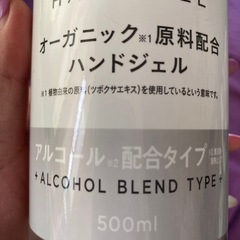 オーガニック※1原料配合
ハンドジェル
※1 植物由来の原料(ツボクサエキス)を使用しているという意味です。
アルコール※2配合タイプ
+ALCOHOL BLEND TYPE+
500ml